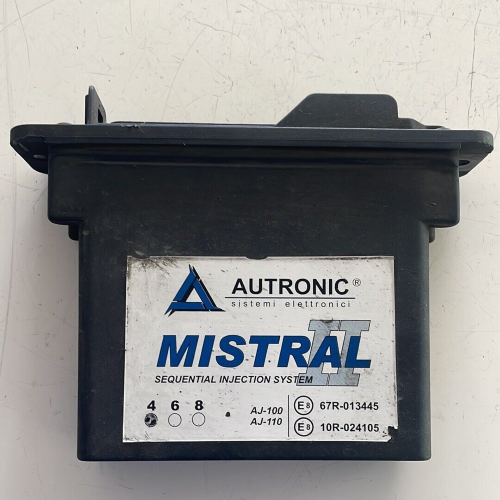 AUTRONIC®
sistemi elettronici
MISTRAL II
SEQUENTIAL INJECTION SYSTEM
4 6 8
AJ-100 E8 67R-013445
AJ-110 E8 10R-024105